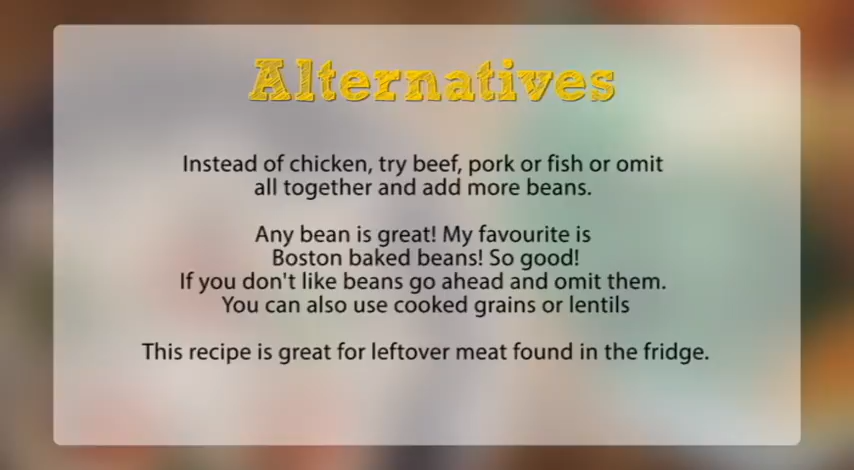 Alternatives
Instead of chicken, try beef, pork or fish or omit
all together and add more beans.
Any bean is great! My favourite is
Boston baked beans! So good!
If you don't like beans go ahead and omit them.
You can also use cooked grains or lentils
This recipe is great for leftover meat found in the fridge.